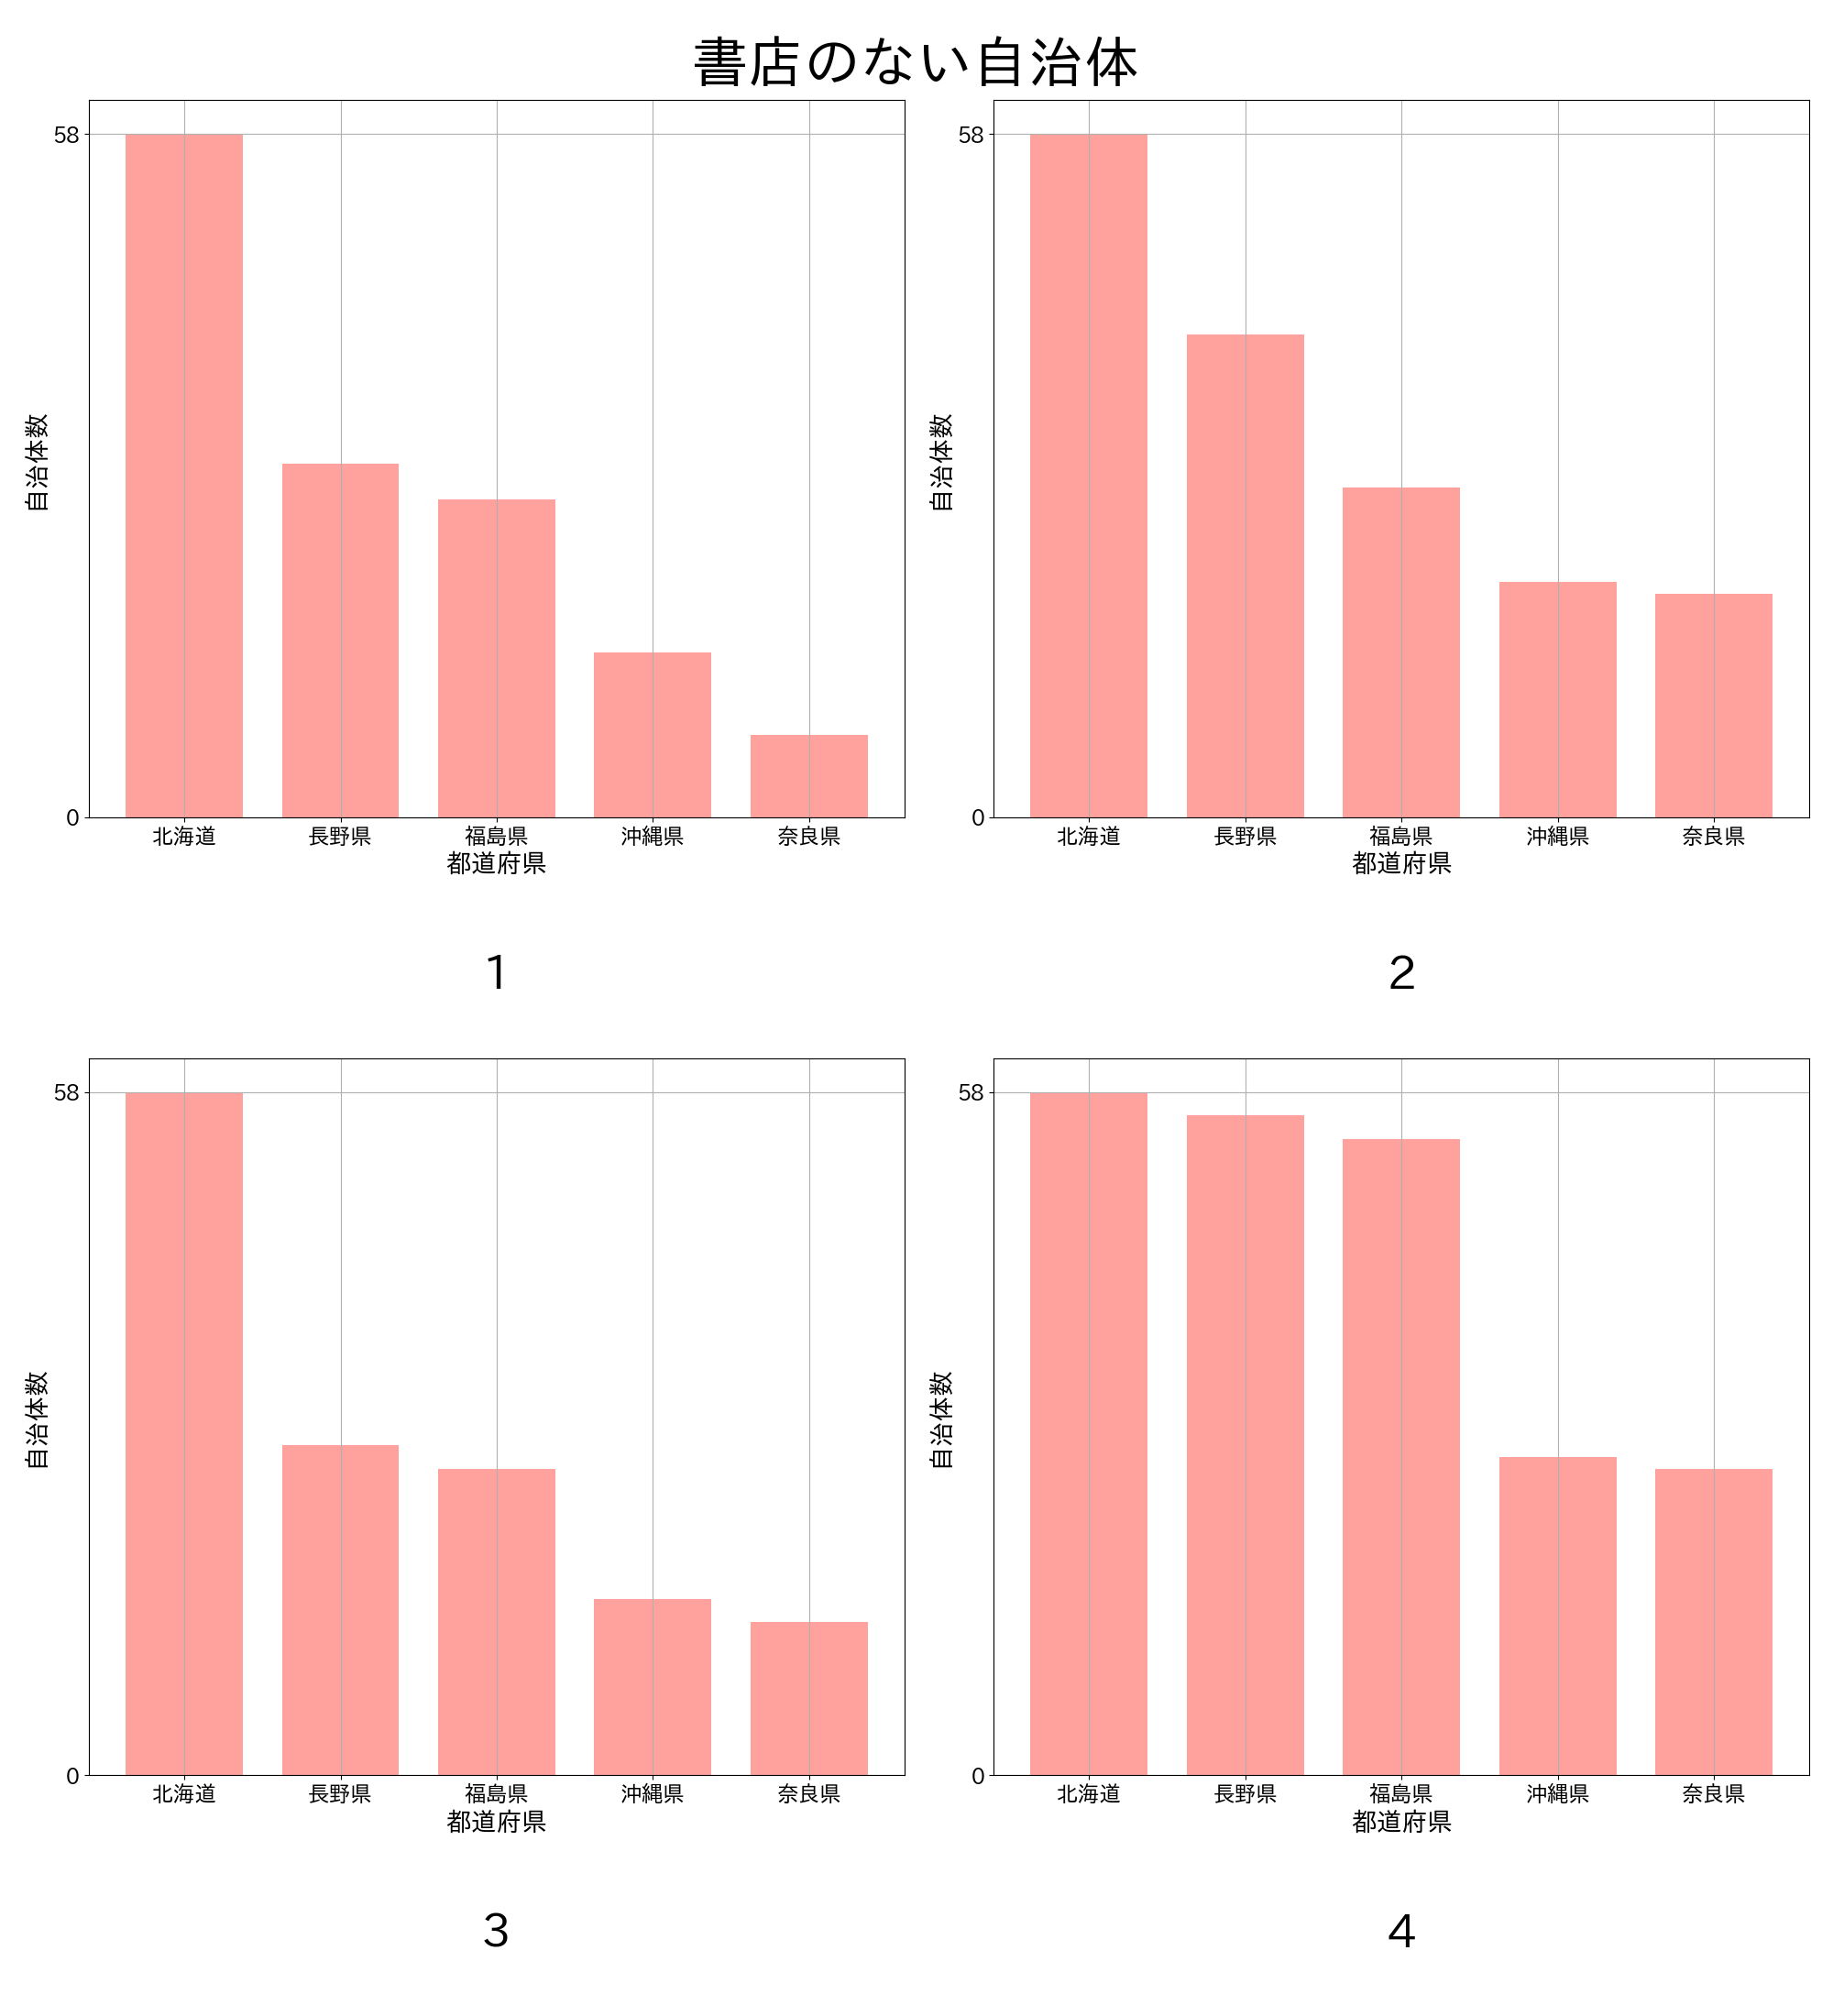 書店のない自治体
58
0
自治体数
北海道 長野県 福島県 沖縄県 奈良県
都道府県
1
58
0
自治体数
北海道 長野県 福島県 沖縄県 奈良県
都道府県
2
58
0
自治体数
北海道 長野県 福島県 沖縄県 奈良県
都道府県
3
58
0
自治体数
北海道 長野県 福島県 沖縄県 奈良県
都道府県
4